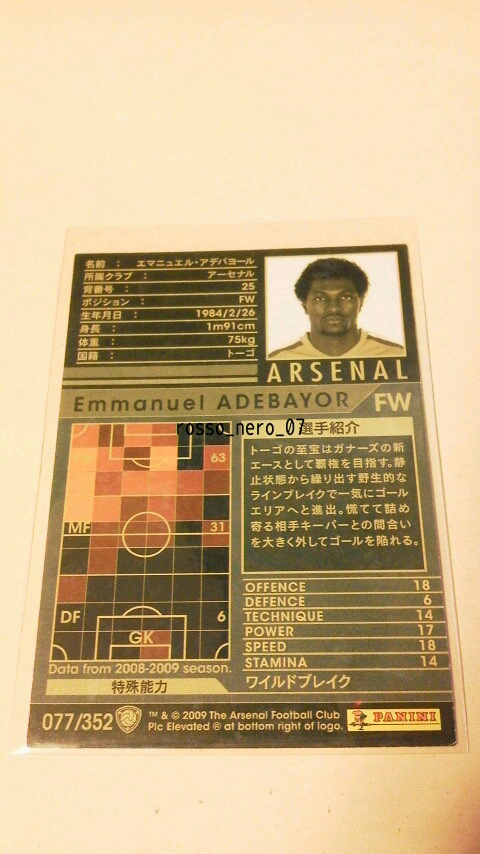 名前 : エマニュエル・アデバヨール
所属クラブ : アーセナル
背番号 : 25
ポジション : FW
生年月日 : 1984/2/26
身長 : 1m91cm
体重 : 75kg
国籍 : トーゴ
ARSENAL
Emmanuel ADEBAYOR FW
rosso_nero_07
選手紹介
63
MF 31
DF 6
GK
Data from 2008-2009 season.
トーゴの至宝はガナーズの新
エースとして覇権を目指す。静
止状態から繰り出す野生的な
ラインブレイクで一気にゴール
エリアへと進出。慌てて詰め
寄る相手キーパーとの間合い
を大きく外してゴールを陥れる。
OFFENCE 18
DEFENCE 6
TECHNIQUE 14
POWER 17
SPEED 18
STAMINA 14
特殊能力 ワイルドブレイク
077/352
™ & © 2009 The Arsenal Football Club
Plc Elevated ® at bottom right of logo.
PANINI